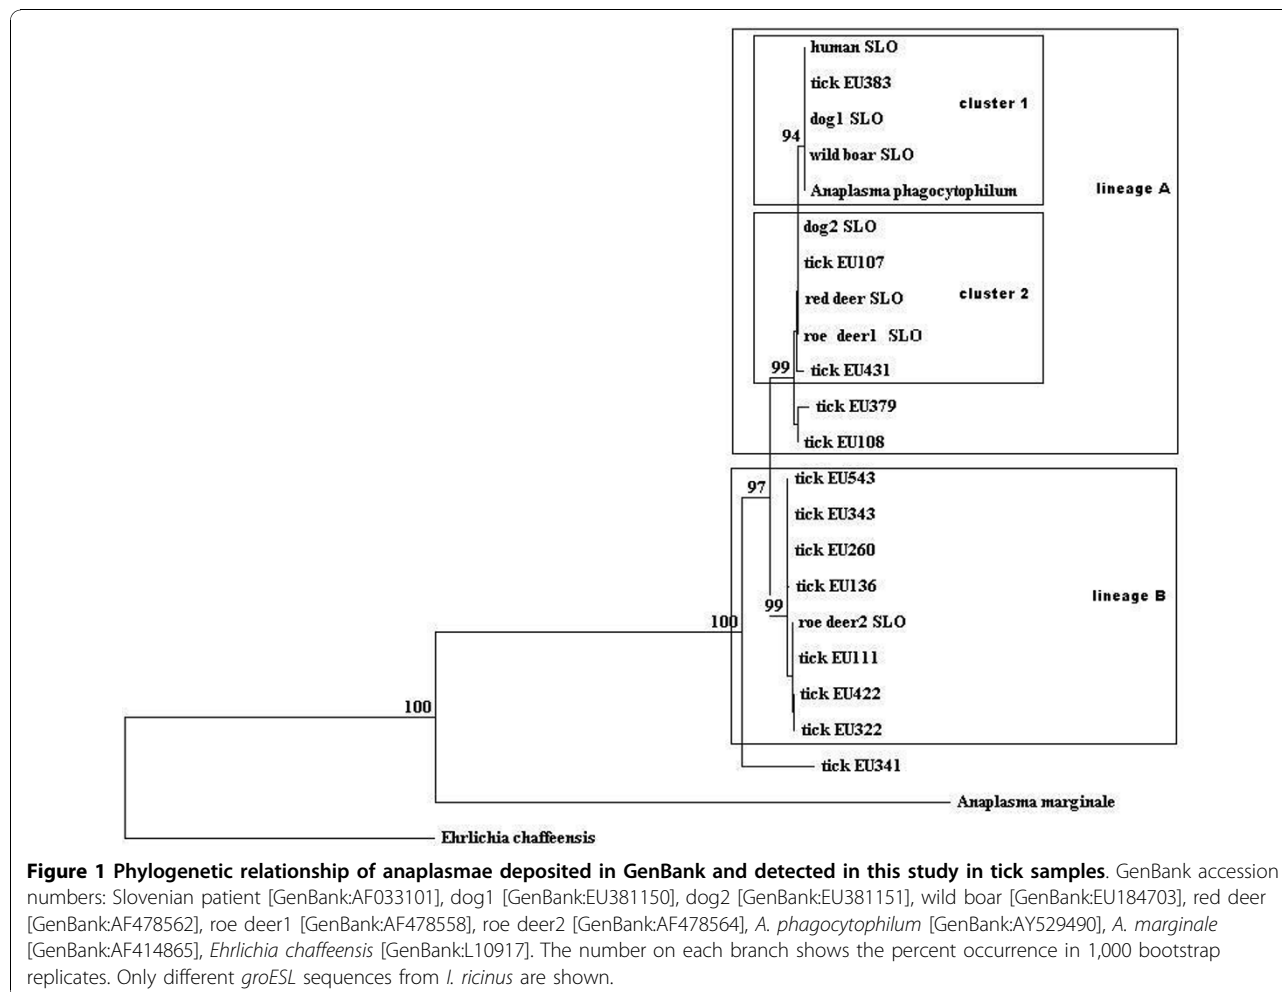 human SLO
tick EU383
cluster 1
dog1 SLO
94
wild boar SLO
lineage A
Anaplasma phagocytophilum
dog2 SLO
tick EU107
cluster 2
red deer SLO
roe deer1 SLO
99
tick EU431
tick EU379
tick EU108
tick EU543
97
tick EU343
tick EU260
tick EU136
lineage B
99
roe deer2 SLO
100
tick EU111
tick EU422
100
tick EU322
tick EU341
Anaplasma marginale
Ehrlichia chaffeensis
Figure 1 Phylogenetic relationship of anaplasmae deposited in GenBank and detected in this study in tick samples. GenBank accession
numbers: Slovenian patient [GenBank:AF033101], dog1 [GenBank:EU381150], dog2 [GenBank:EU381151], wild boar [GenBank:EU184703], red deer
[GenBank:AF478562], roe deer1 [GenBank:AF478558], roe deer2 [GenBank:AF478564], A. phagocytophilum [GenBank:AY529490], A. marginale
[GenBank:AF414865], Ehrlichia chaffeensis [GenBank:L10917]. The number on each branch shows the percent occurrence in 1,000 bootstrap
replicates. Only different groESL sequences from I. ricinus are shown.